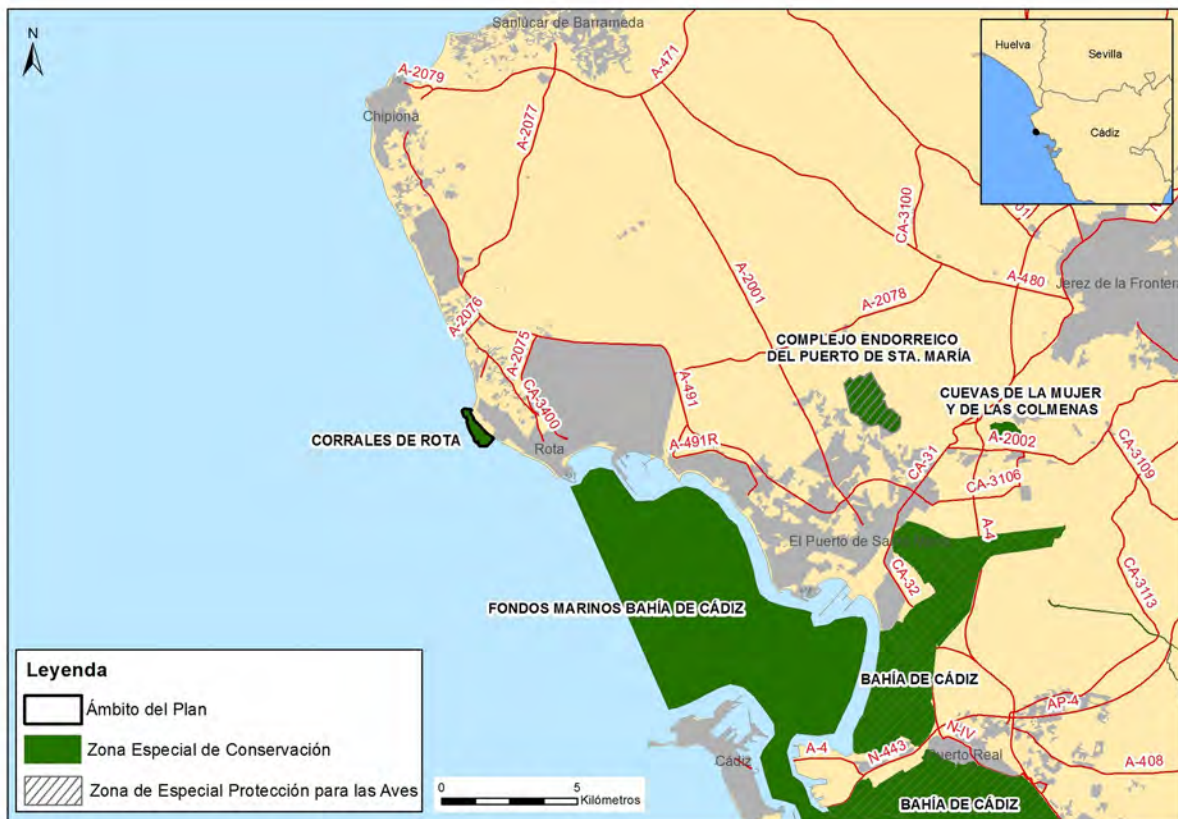 Sanlúcar de Barrameda
N
Huelva
Sevilla
Cádiz
A-2079
A-471
Chipiona
A-2077
CA-3100
01
N
A-2001
A-480
Jerez de la Frontera
A-2078
A-2076
A-2075
COMPLEJO ENDORREICO
DEL PUERTO DE STA. MARÍA
A-491
CA-3400
CUEVAS DE LA MUJER
Y DE LAS COLMENAS
CORRALES DE ROTA
Rota
A-491R
A-2002
CA-31
CA-3109
CA-3106
A-4
El Puerto de Sa
CA-32
CA-3113
FONDOS MARINOS BAHÍA DE CÁDIZ
BAHÍA DE CÁDIZ
AP-4
N-IV
N-443
A-4
Puerto Real
A-408
Cádiz
BAHÍA DE CÁDIZ
Leyenda
Ámbito del Plan
Zona Especial de Conservación
Zona de Especial Protección para las Aves
0 5
Kilómetros